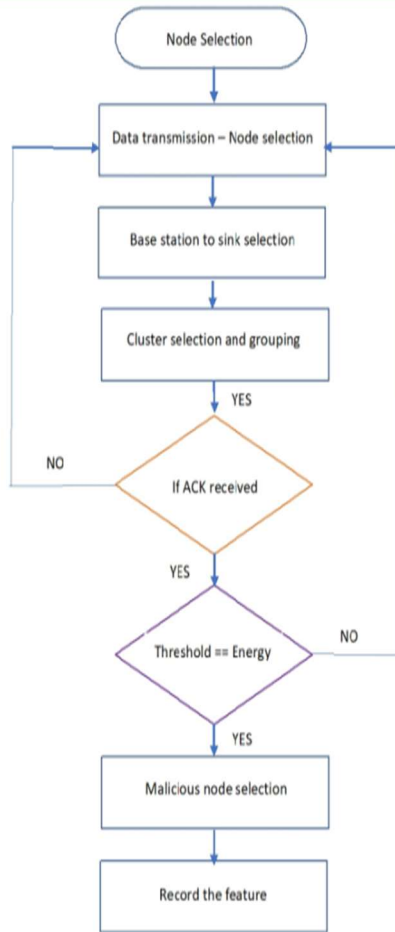 Node Selection
Data transmission – Node selection
Base station to sink selection
Cluster selection and grouping
YES
If ACK received
NO
YES
Threshold == Energy
NO
YES
Malicious node selection
Record the feature